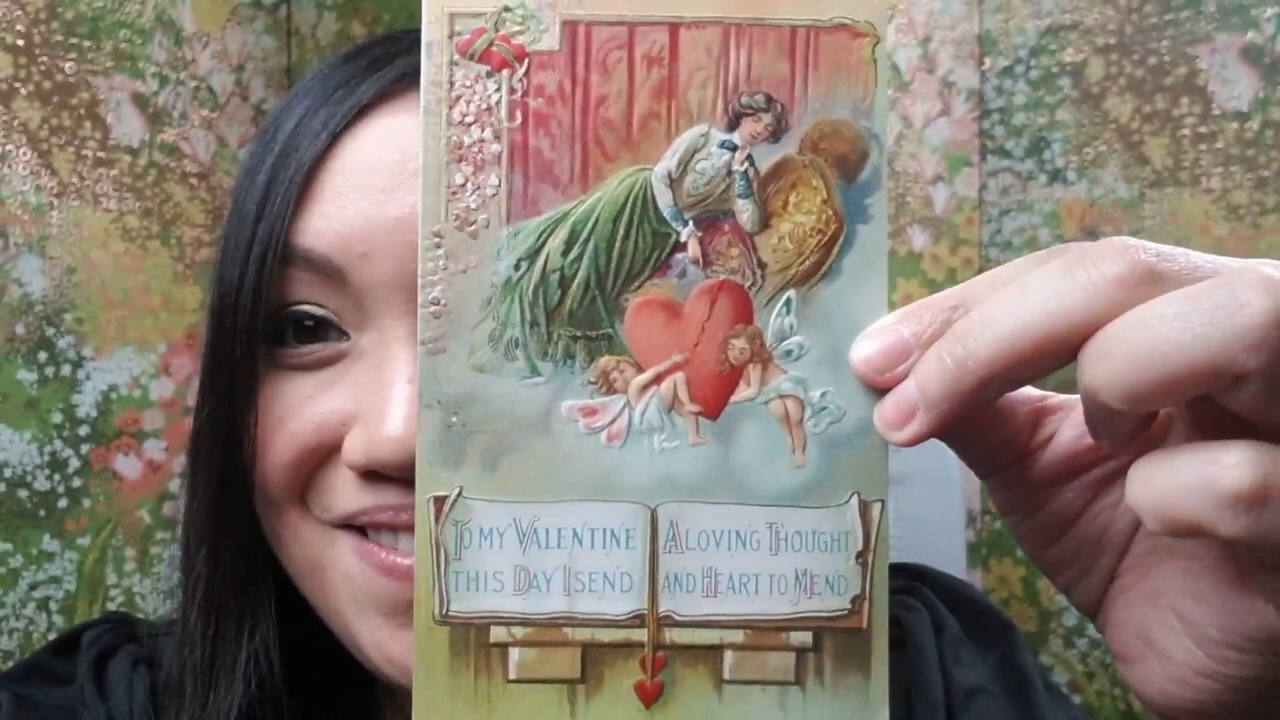 TO MY VALENTINE
THIS DAY I SEND
A LOVING THOUGHT
AND HEART TO MEND